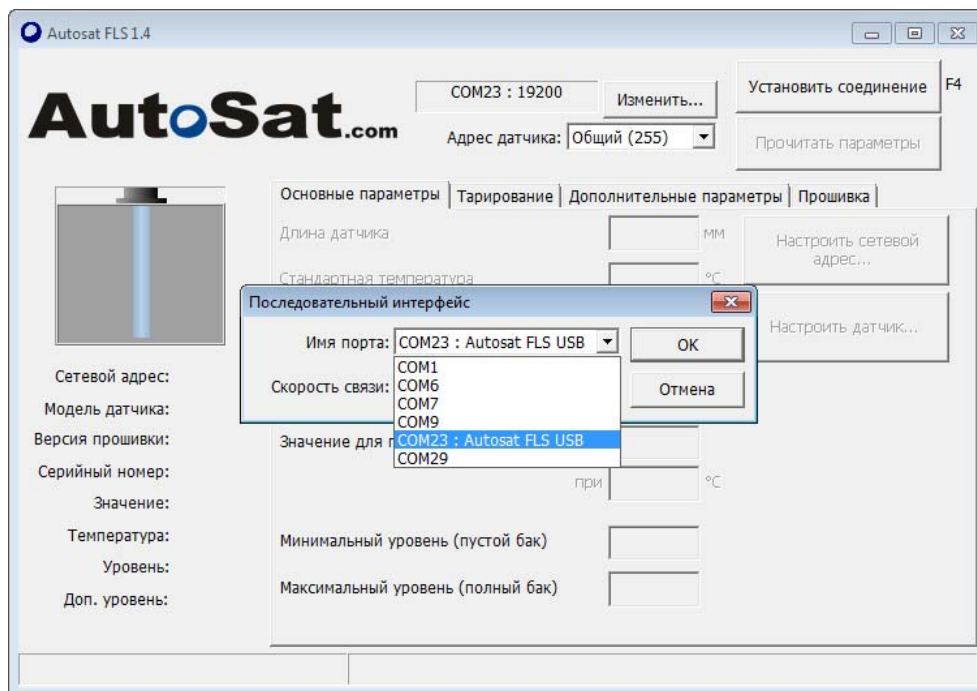 Autosat FLS 1.4
AutoSat.com
COM23 : 19200
Изменить...
Установить соединение
F4
Адрес датчика: Общий (255)
Прочитать параметры
Основные параметры
Тарирование
Дополнительные параметры
Прошивка
Длина датчика
мм
Настроить сетевой
адрес...
Стандартная температура
°C
Последовательный интерфейс
Имя порта: COM23 : Autosat FLS USB
OK
Настроить датчик...
COM1
Скорость связи:
COM6
Отмена
COM7
COM9
COM23 : Autosat FLS USB
COM29
Сетевой адрес:
Модель датчика:
Версия прошивки:
Значение для
Серийный номер:
при
°C
Значение:
Температура:
Минимальный уровень (пустой бак)
Уровень:
Максимальный уровень (полный бак)
Доп. уровень: